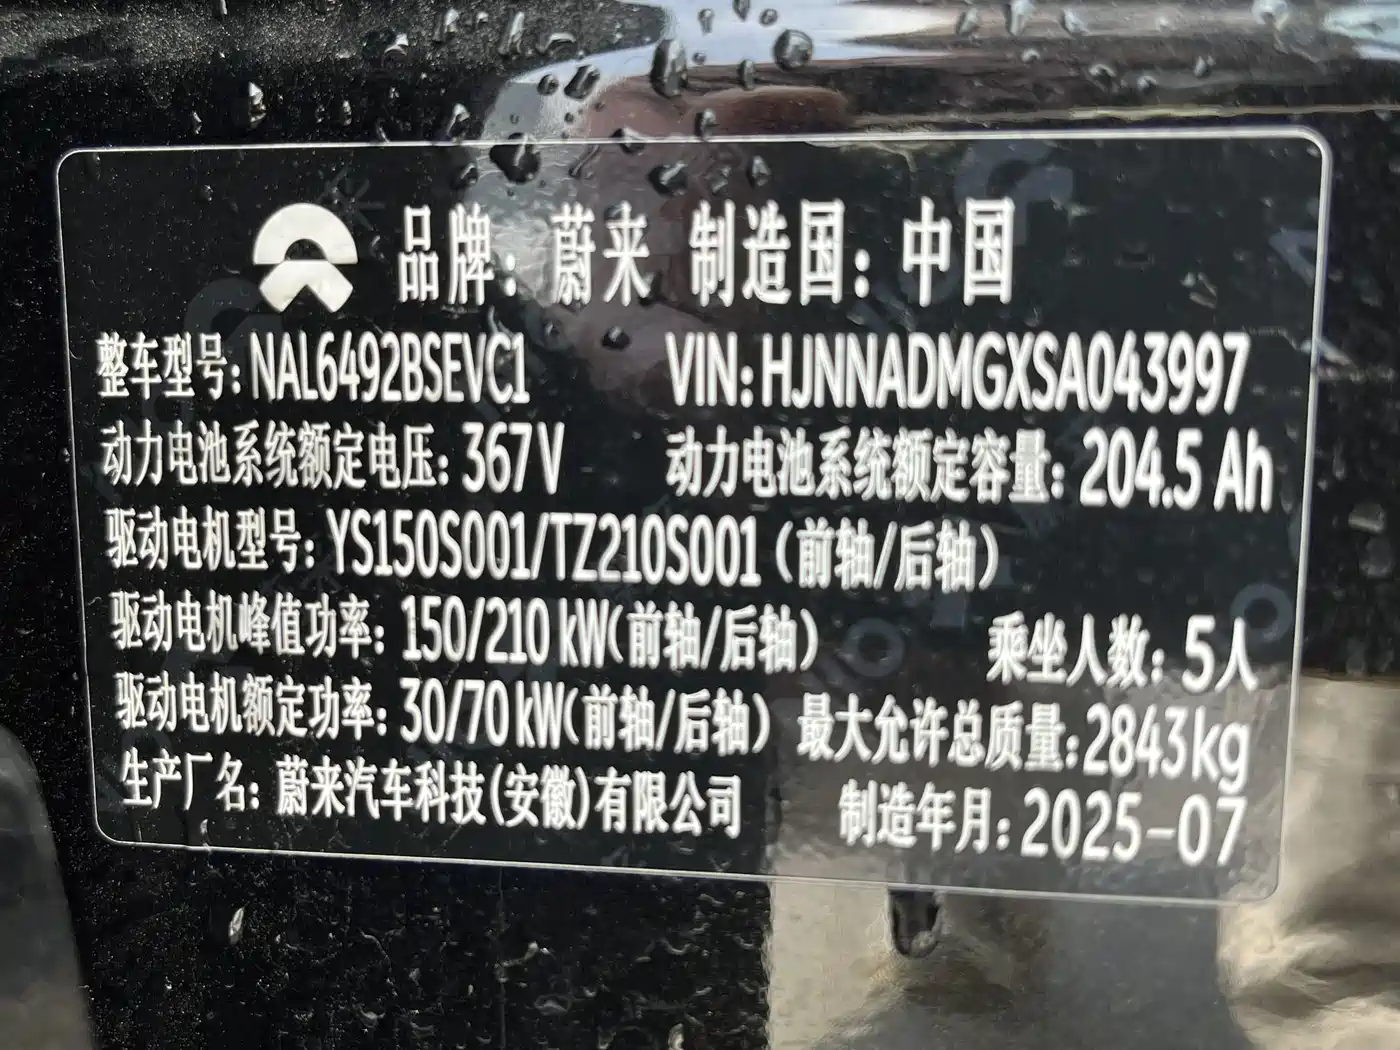 品牌：蔚来 制造国：中国
整车型号：NAL6492BSEVC1 VIN:HJNNADMGXSA043997
动力电池系统额定电压：367V 动力电池系统额定容量：204.5 Ah
驱动电机型号：YS150S001/TZ210S001（前轴/后轴）
驱动电机峰值功率：150/210 kW(前轴/后轴) 乘坐人数：5人
驱动电机额定功率：30/70kW(前轴/后轴) 最大允许总质量：2843kg
生产厂名：蔚来汽车科技(安徽)有限公司 制造年月：2025-07